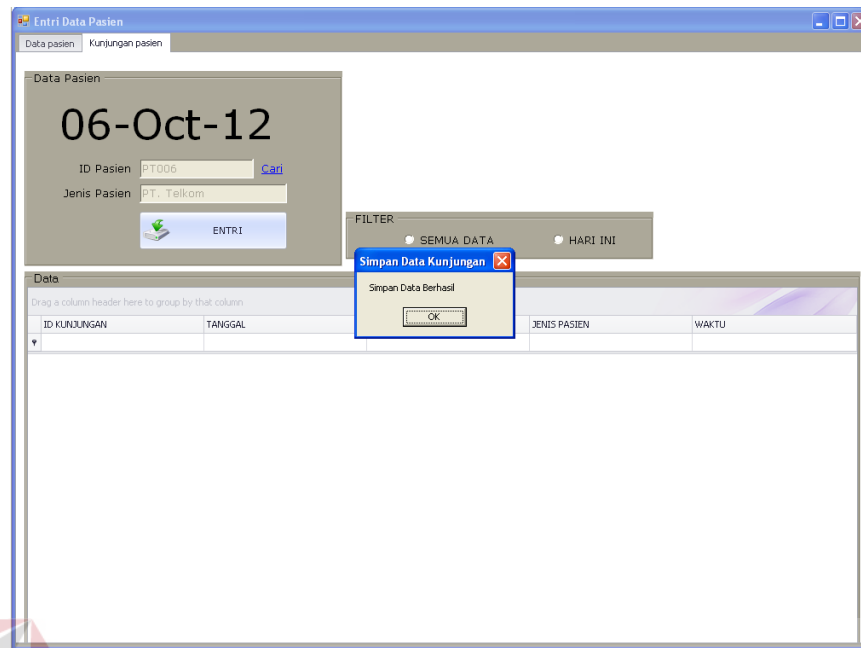 Entri Data Pasien
Data pasien Kunjungan pasien
Data Pasien
06-Oct-12
ID Pasien PT006 Cari
Jenis Pasien PT. Telkom
ENTRI
FILTER
SEMUA DATA HARI INI
Simpan Data Kunjungan
Simpan Data Berhasil
OK
Data
Drag a column header here to group by that column
ID KUNJUNGAN TANGGAL JENIS PASIEN WAKTU